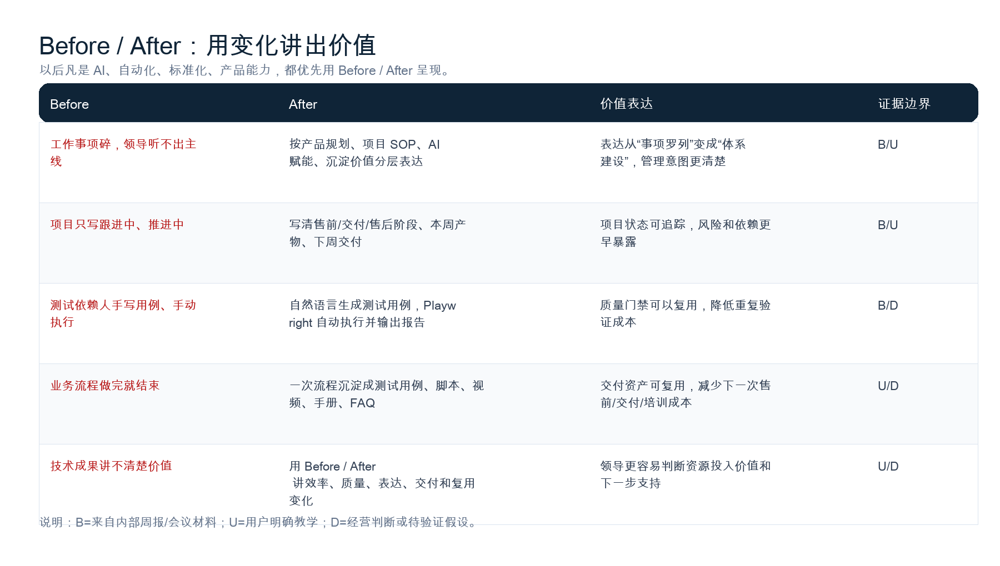 Before / After：用变化讲出价值
以后凡是 AI、自动化、标准化、产品能力，都优先用 Before / After 呈现。
Before
After
价值表达
证据边界
工作事项碎，领导听不出主
线
按产品规划、项目 SOP、AI
赋能、沉淀价值分层表达
表达从“事项罗列”变成“体系
建设”，管理意图更清楚
B/U
项目只写跟进中、推进中
写清售前/交付/售后阶段、本周产
物、下周交付
项目状态可追踪，风险和依赖更
早暴露
B/U
测试依赖人手写用例、手动
执行
自然语言生成测试用例，Playw
right 自动执行并输出报告
质量门禁可以复用，降低重复验
证成本
B/D
业务流程做完就结束
一次流程沉淀成测试用例、脚本、视
频、手册、FAQ
交付资产可复用，减少下一次售
前/交付/培训成本
U/D
技术成果讲不清楚价值
用 Before / After
讲效率、质量、表达、交付和复用
变化
领导更容易判断资源投入价值和
下一步支持
U/D
说明：B=来自内部周报/会议材料；U=用户明确教学；D=经营判断或待验证假设。